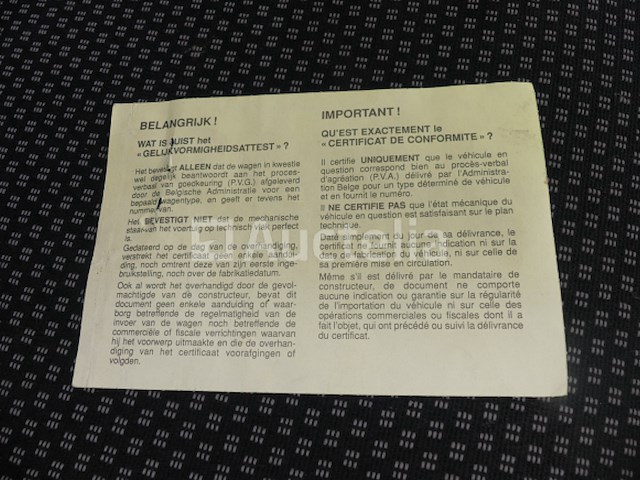 BELANGRIJK !
WAT IS JUIST het
« GELIJKVORMIGHEIDSATTEST » ?
Het bevestigt ALLEEN dat de wagen in kwestie
wel degelijk beantwoordt aan het proces-
verbaal van goedkeuring (P.V.G.) afgeleverd
door de Belgische Administratie voor een
bepaald wagentype, en geeft er tevens het
nummer van.
Het BEVESTIGT NIET dat de mechanische
staat van het voertuig op technisch vlak perfect
is.
Gedateerd op de dag van de overhandiging,
verstrekt het certificaat geen enkele aandui-
ding, noch omtrent deze van zijn eerste inge-
bruikstelling, noch over de fabrikatiedatum.
Ook al wordt het overhandigd door de gevol-
machtigde van de constructeur, bevat dit
document geen enkele aanduiding of waar-
borg betreffende de regelmatigheid van de
invoer van de wagen noch betreffende de
commerciële of fiscale verrichtingen waarvan
hij het voorwerp uitmaakte en die de overhan-
diging van het certificaat voorafgingen of
volgden.
IMPORTANT !
QU'EST EXACTEMENT le
« CERTIFICAT DE CONFORMITE » ?
Il certifie UNIQUEMENT que le véhicule en
question correspond bien au procès-verbal
d'agréation (P.V.A.) délivré par l'Administra-
tion Belge pour un type déterminé de véhicule
et en fournit le numéro.
Il NE CERTIFIE PAS que l'état mécanique du
véhicule en question est satisfaisant sur le plan
technique.
Daté simplement du jour de sa délivrance, le
certificat ne fournit aucune indication ni sur la
date de fabrication du véhicule, ni sur celle de
sa première mise en circulation.
Même s'il est délivré par le mandataire de
constructeur, de document ne comporte
aucune indication ou garantie sur la régularité
de l'importation du véhicule ni sur celle des
opérations commerciales ou fiscales dont il a
fait l'objet, qui ont précédé ou suivi la délivrance
du certificat.